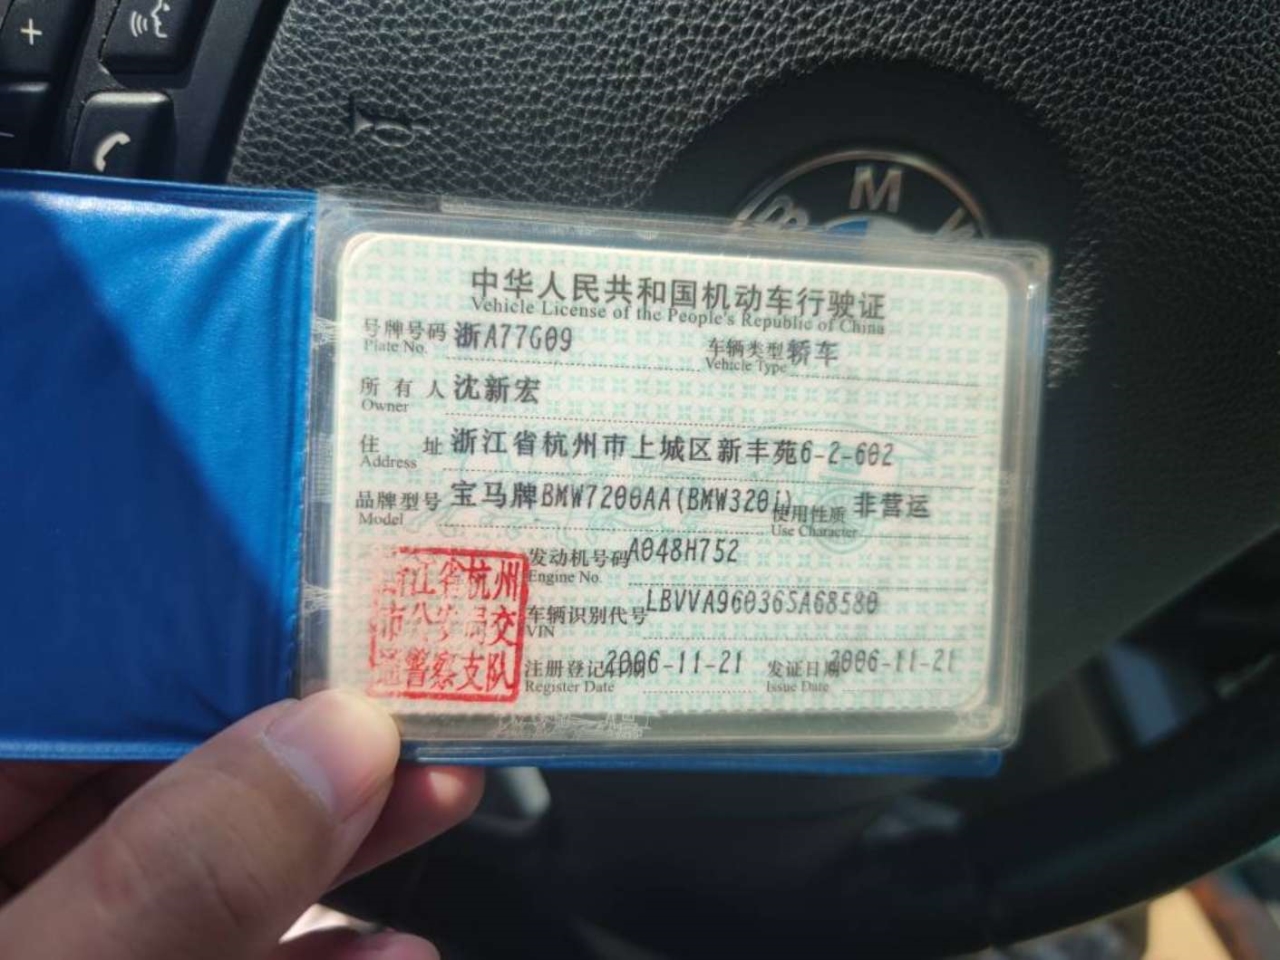 +
M
W
中华人民共和国机动车行驶证
Vehicle License of the People's Republic of China
号牌号码 浙A77G09 车辆类型 轿车
Plate No. Vehicle Type
所有人 沈新宏
Owner
住址 浙江省杭州市上城区新丰苑6-2-602
Address
品牌型号 宝马牌BMW7200AA(BMW320i) 使用性质 非营运
Model Use Character
发动机号码 A048H752
Engine No.
车辆识别代号 LBVVA96036SA68580
VIN
注册登记日期 2006-11-21 发证日期 2006-11-21
Register Date Issue Date
浙江省杭州
市公安局交
通警察支队